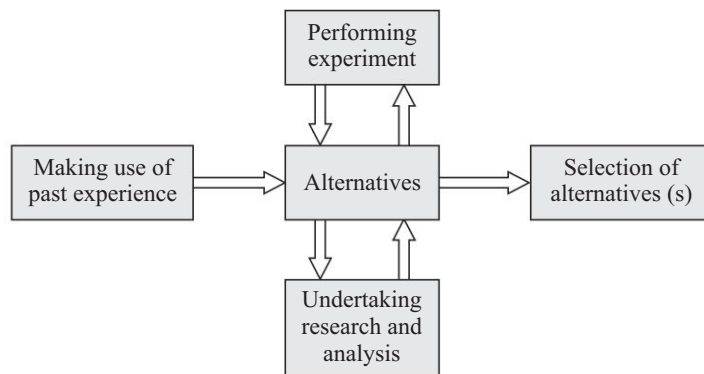 Performing
experiment
Making use of
past experience
Alternatives
Selection of
alternatives (s)
Undertaking
research and
analysis